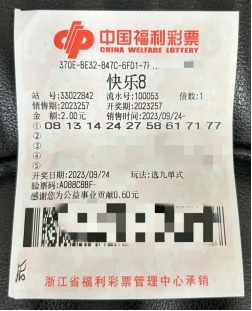 中国福利彩票
CHINA WELFARE LOTTERY
370E-BE32-847C-6FD1-7F...
快乐8
站 号:33022842 流水号:100053 倍数:1
销售期:2023257 开奖期:2023257
金 额:2.00元 销售时间:2023/09/24-
① 08 13 14 24 27 58 61 71 77
②
③
④
⑤
开奖日期:2023/09/24 玩法:选九单式
验票码:A088C8BF-
感谢您为公益事业贡献0.60元
浙江省福利彩票管理中心承销